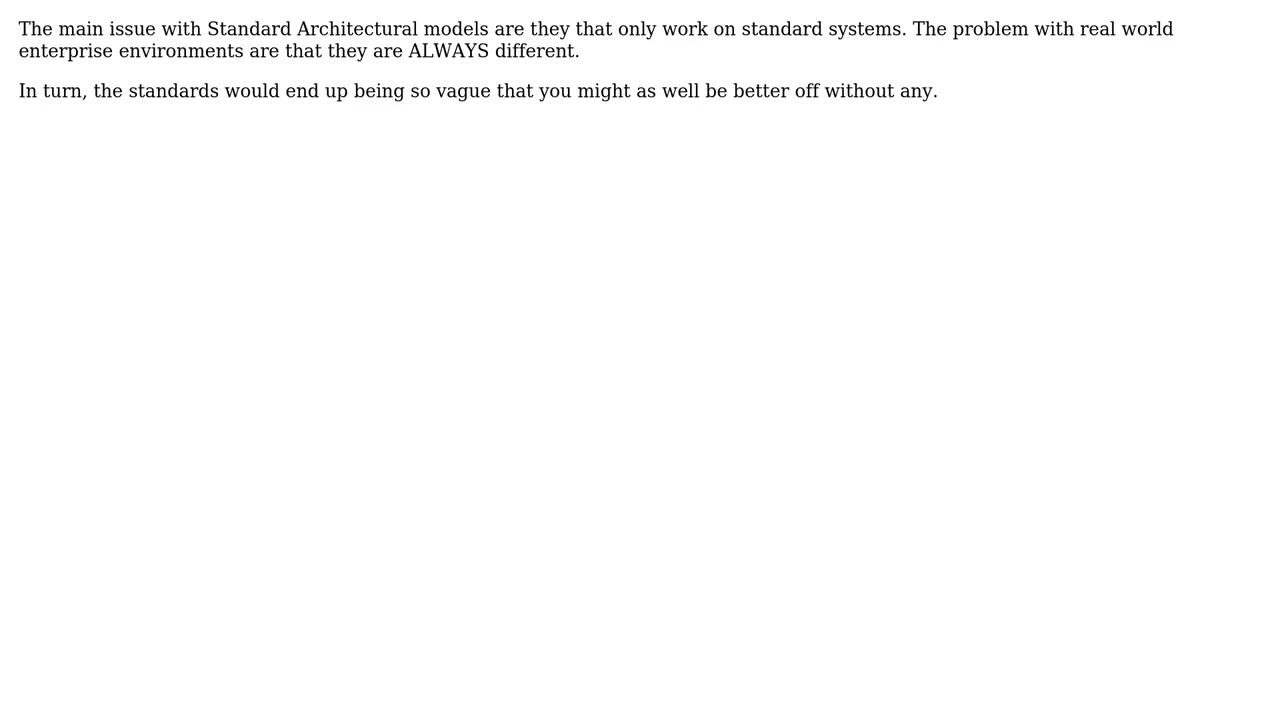 The main issue with Standard Architectural models are they that only work on standard systems. The problem with real world
enterprise environments are that they are ALWAYS different.
In turn, the standards would end up being so vague that you might as well be better off without any.